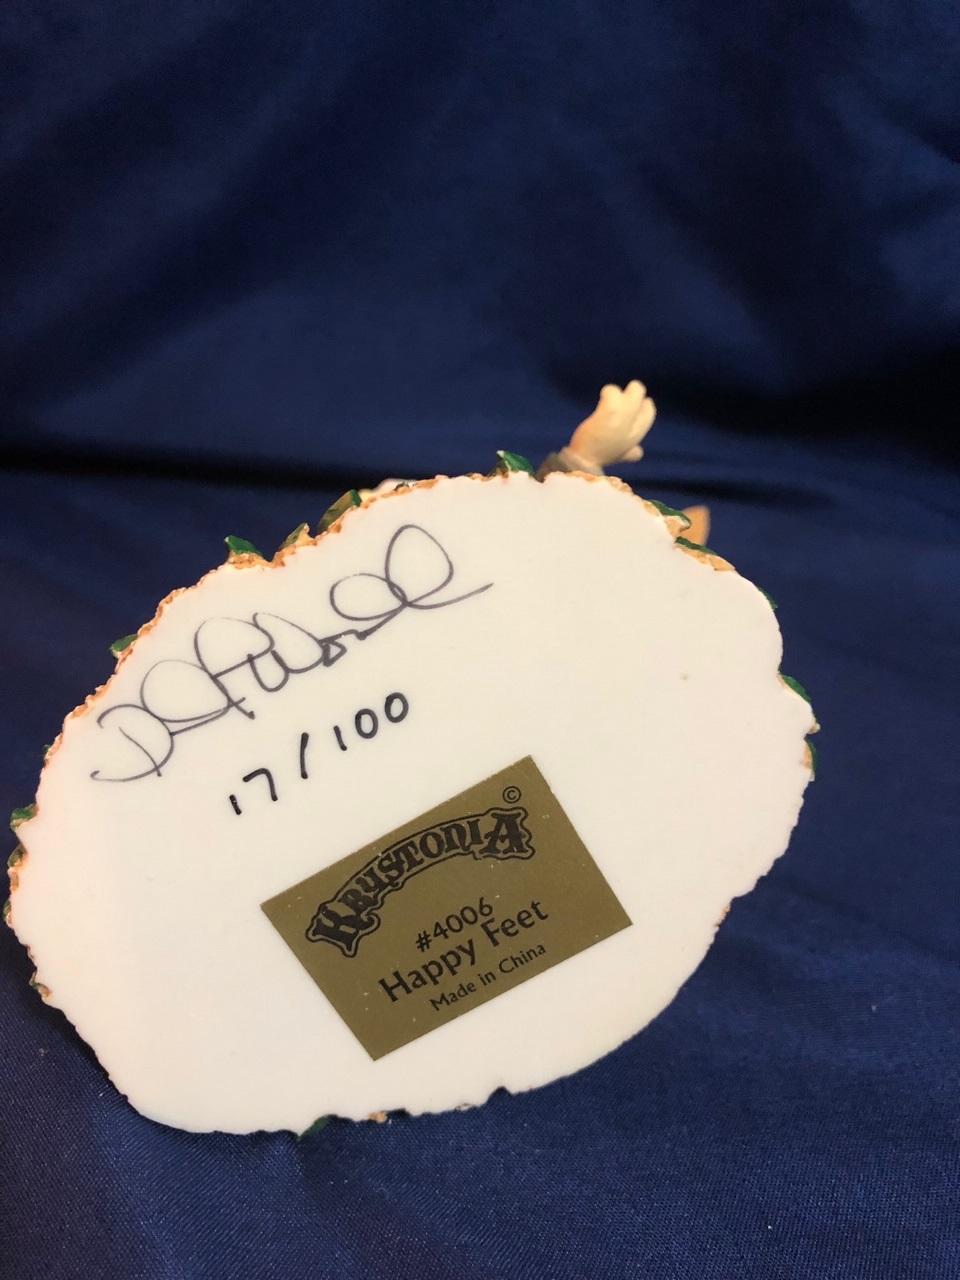 17/100
©
KRYSTONIA
#4006
Happy Feet
Made in China